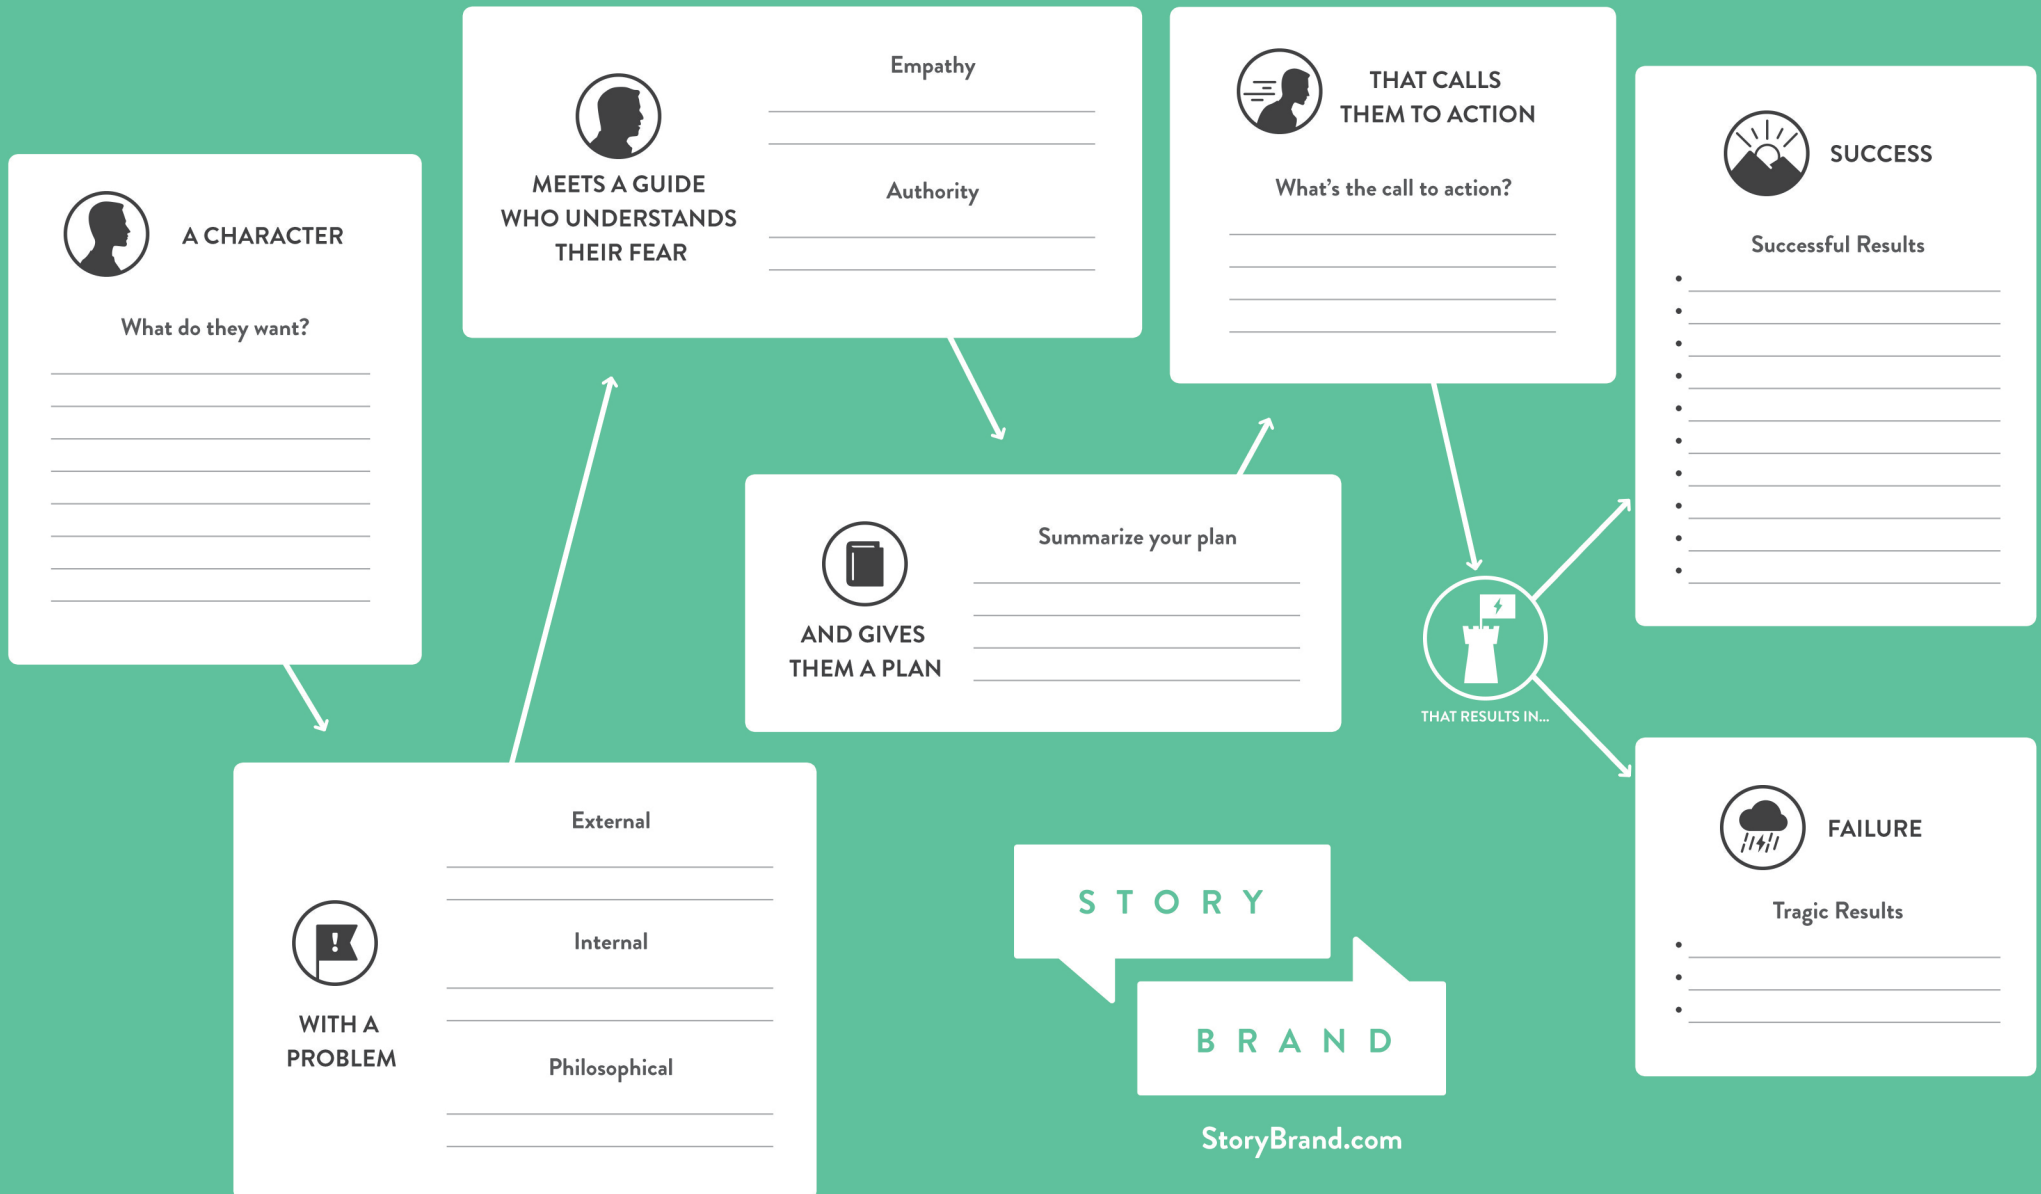 A CHARACTER
What do they want?
WITH A
PROBLEM
External
Internal
Philosophical
MEETS A GUIDE
WHO UNDERSTANDS
THEIR FEAR
Empathy
Authority
AND GIVES
THEM A PLAN
Summarize your plan
THAT CALLS
THEM TO ACTION
What's the call to action?
THAT RESULTS IN...
SUCCESS
Successful Results
FAILURE
Tragic Results
STORY
BRAND
StoryBrand.com